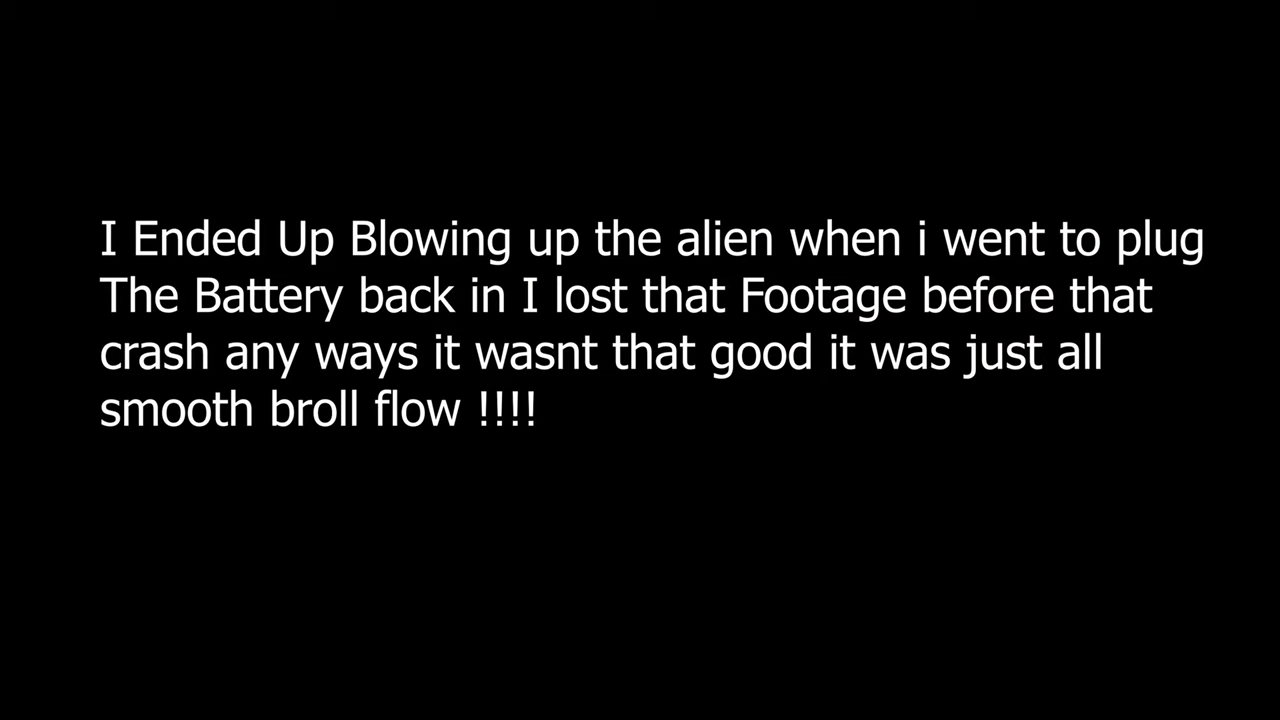 I Ended Up Blowing up the alien when i went to plug
The Battery back in I lost that Footage before that
crash any ways it wasnt that good it was just all
smooth broll flow !!!!